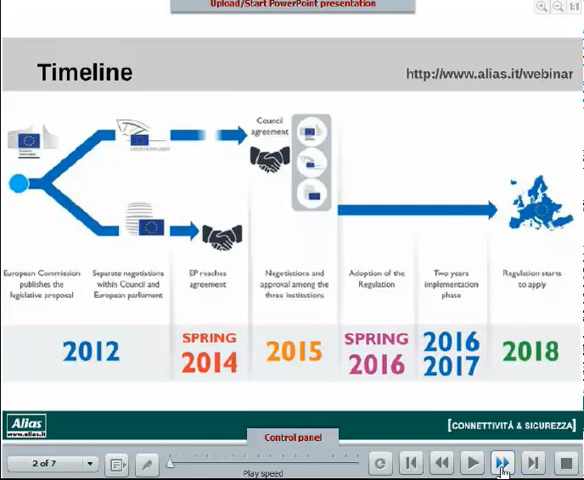 Upload/Start PowerPoint presentation
Timeline
http://www.alias.it/webinar
Council
agreement
European Commission
publishes the
legislative proposal
Separate negotiations
within Council and
European parliament
EP reaches
agreement
Negotiations and
approval among the
three institutions
Adoption of the
Regulation
Two years
implementation
phase
Regulation starts
to apply
2012
SPRING
2014
2015
SPRING
2016
2016
2017
2018
Alias
www.alias.it
[CONNETTIVITÀ & SICUREZZA]
Control panel
2 of 7
Play speed